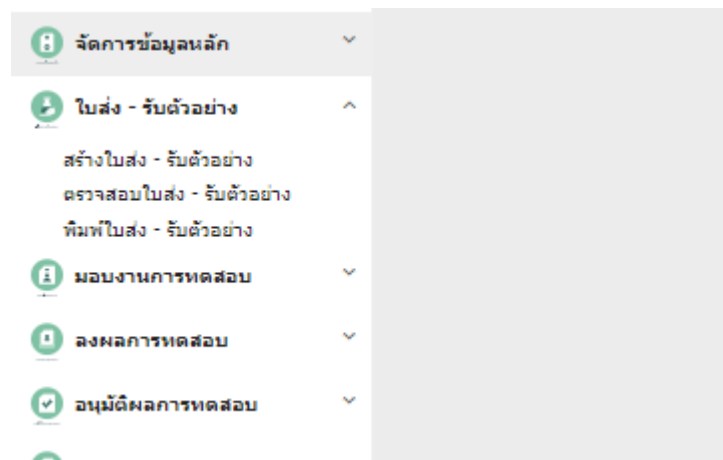 จัดการข้อมูลหลัก
ใบส่ง - รับตัวอย่าง
สร้างใบส่ง - รับตัวอย่าง
ตรวจสอบใบส่ง - รับตัวอย่าง
พิมพ์ใบส่ง - รับตัวอย่าง
มอบงานการทดสอบ
ลงผลการทดสอบ
อนุมัติผลการทดสอบ